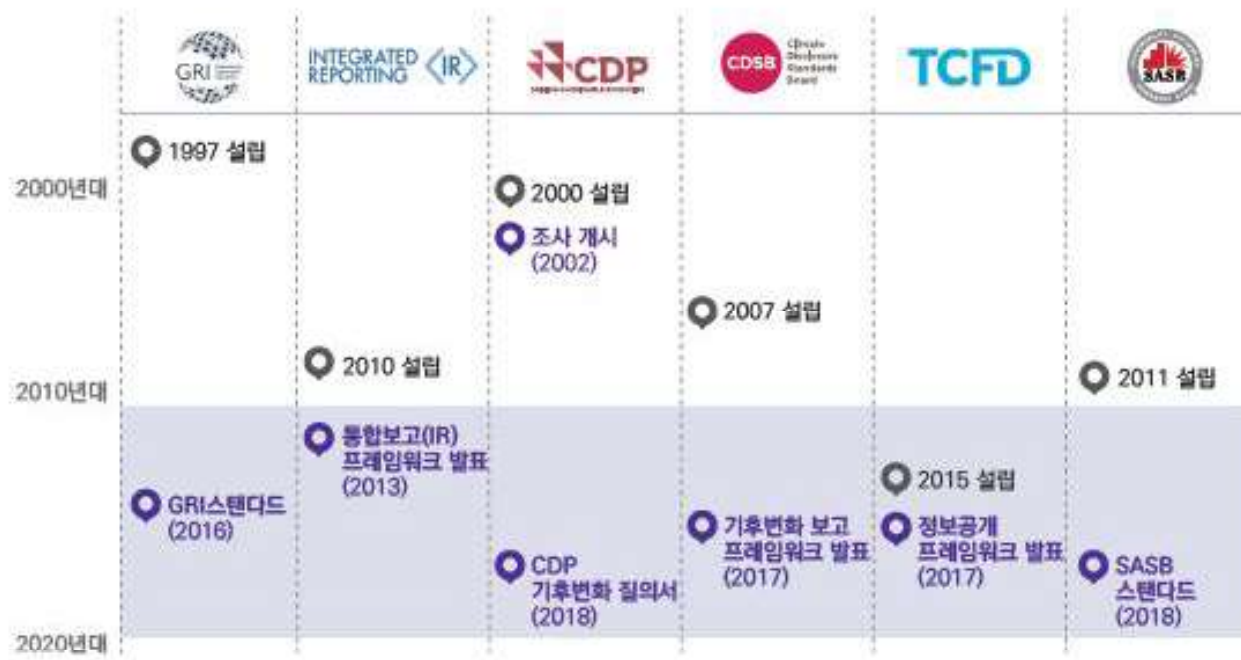 GRI
INTEGRATED
REPORTING <IR>
CDP
CDSB
Climate
Disclosure
Standards
Board
TCFD
SASB
1997 설립
2000년대
2000 설립
조사 개시
(2002)
2007 설립
2010 설립
2011 설립
2010년대
통합보고(IR)
프레임워크 발표
(2013)
2015 설립
GRI스탠다드
(2016)
기후변화 보고
프레임워크 발표
(2017)
정보공개
프레임워크 발표
(2017)
CDP
기후변화 질의서
(2018)
SASB
스탠다드
(2018)
2020년대